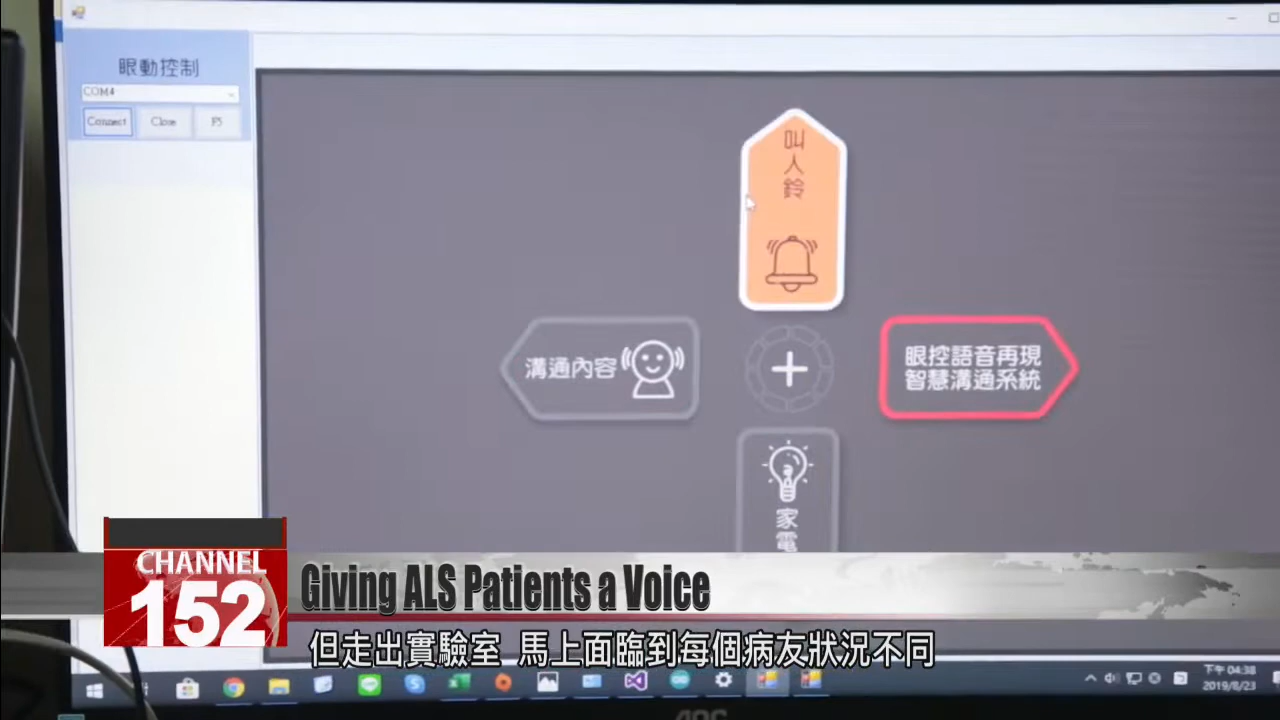 眼動控制
COM4
Connect
Close
F5
叫人鈴
溝通內容
眼控語音再現
智慧溝通系統
家電
CHANNEL
152
Giving ALS Patients a Voice
但走出實驗室 馬上面臨到每個病友狀況不同
下午 04:38
2019/8/23
AOC